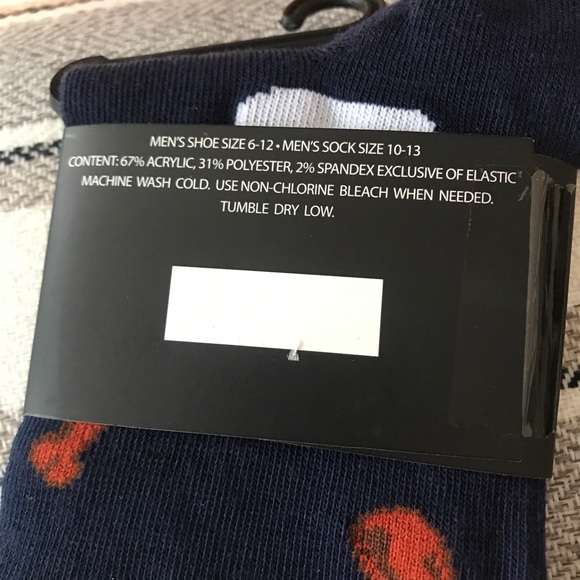 MEN'S SHOE SIZE 6-12 • MEN'S SOCK SIZE 10-13
CONTENT: 67% ACRYLIC, 31% POLYESTER, 2% SPANDEX EXCLUSIVE OF ELASTIC
MACHINE WASH COLD. USE NON-CHLORINE BLEACH WHEN NEEDED.
TUMBLE DRY LOW.